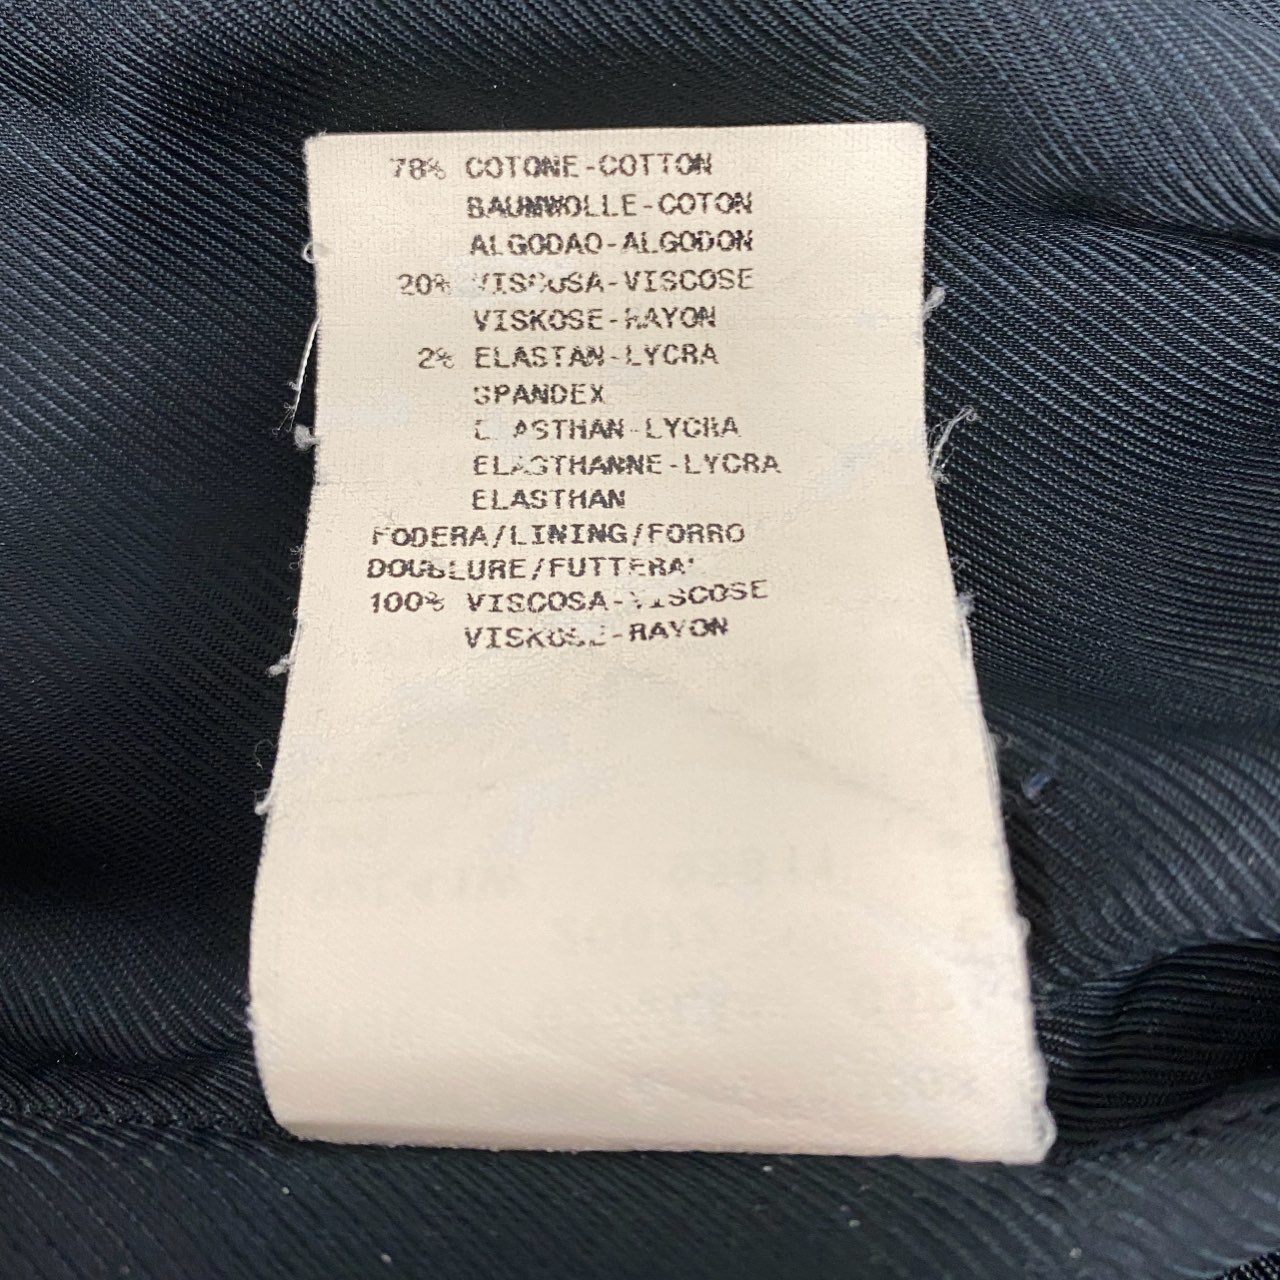 78% COTONE-COTTON
BAUMWOLLE-COTON
ALGODAO-ALGODON
20% VISCOSA-VISCOSE
VISKOSE-RAYON
2% ELASTAN-LYCRA
SPANDEX
ELASTHAN-LYCRA
ELASTHANNE-LYCRA
ELASTHAN
FODERA/LINING/FORRO
DOUBLURE/FUTTERA'
100% VISCOSA-VISCOSE
VISKOSE-RAYON